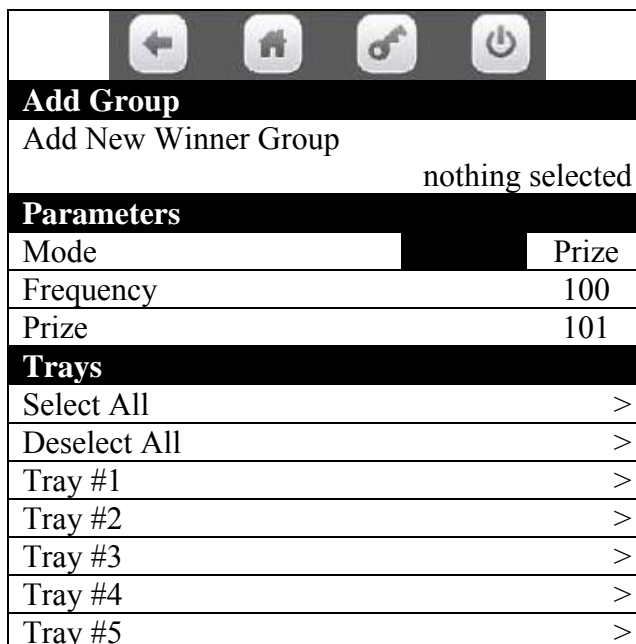 Add Group
Add New Winner Group
nothing selected
Parameters
Mode Prize
Frequency 100
Prize 101
Trays
Select All >
Deselect All >
Tray #1 >
Tray #2 >
Tray #3 >
Tray #4 >
Tray #5 >